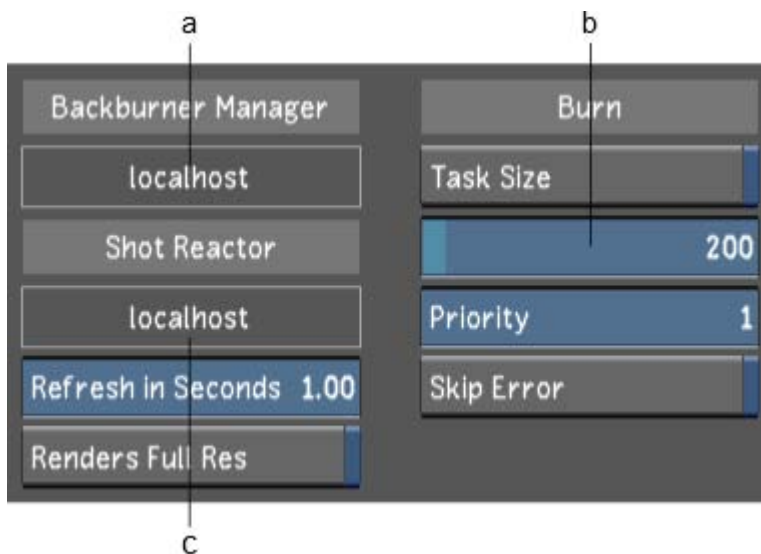 a
b
Backburner Manager
Burn
localhost
Task Size
Shot Reactor
200
localhost
Priority 1
Refresh in Seconds 1.00
Skip Error
Renders Full Res
c